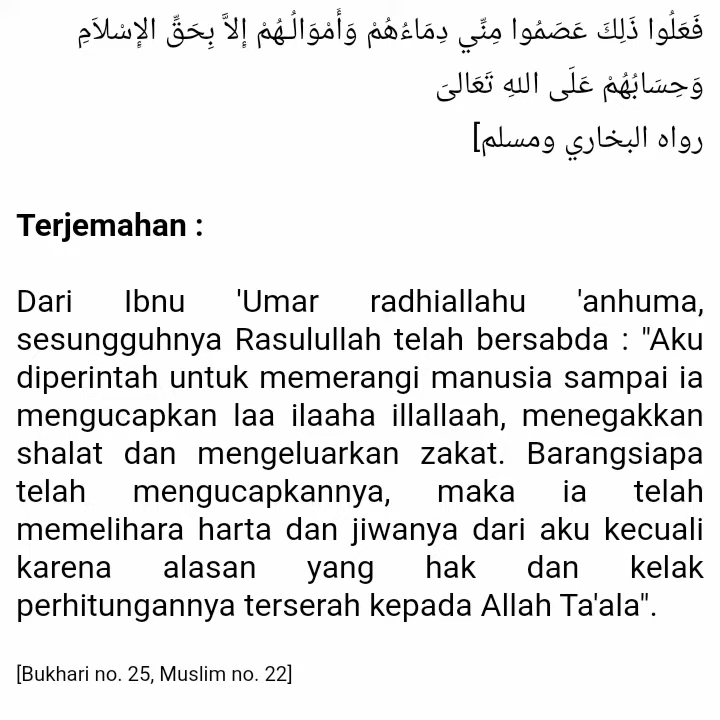 فَعَلُوا ذَلِكَ عَصَمُوا مِنِّي دِمَاءَهُمْ وَأَمْوَالَـهُمْ إِلاَّ بِحَقِّ الإِسْلاَمِ
وَحِسَابُهُمْ عَلَى اللهِ تَعَالىَ
رواه البخاري ومسلم]
Terjemahan :
Dari Ibnu 'Umar radhiallahu 'anhuma,
sesungguhnya Rasulullah telah bersabda : "Aku
diperintah untuk memerangi manusia sampai ia
mengucapkan laa ilaaha illallaah, menegakkan
shalat dan mengeluarkan zakat. Barangsiapa
telah mengucapkannya, maka ia telah
memelihara harta dan jiwanya dari aku kecuali
karena alasan yang hak dan kelak
perhitungannya terserah kepada Allah Ta'ala".
[Bukhari no. 25, Muslim no. 22]